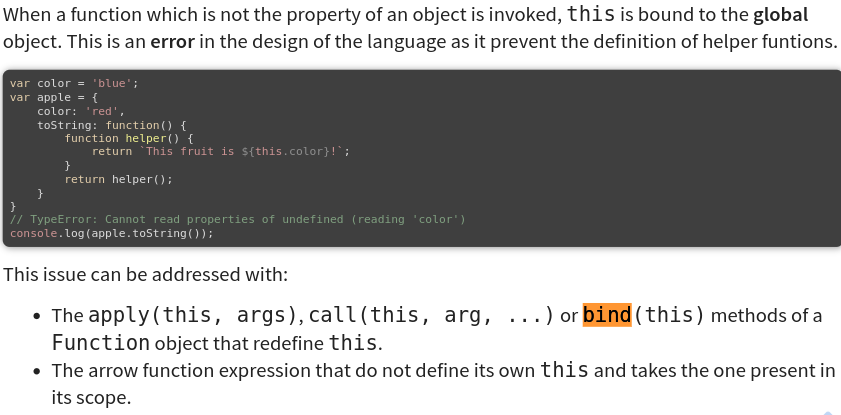 When a function which is not the property of an object is invoked, this is bound to the global
object. This is an error in the design of the language as it prevent the definition of helper funtions.
var color = 'blue';
var apple = {
    color: 'red',
    toString: function() {
        function helper() {
            return `This fruit is ${this.color}!`;
        }
        return helper();
    }
}
// TypeError: Cannot read properties of undefined (reading 'color')
console.log(apple.toString());
This issue can be addressed with:
• The apply(this, args), call(this, arg, ...) or bind(this) methods of a
Function object that redefine this.
• The arrow function expression that do not define its own this and takes the one present in
its scope.